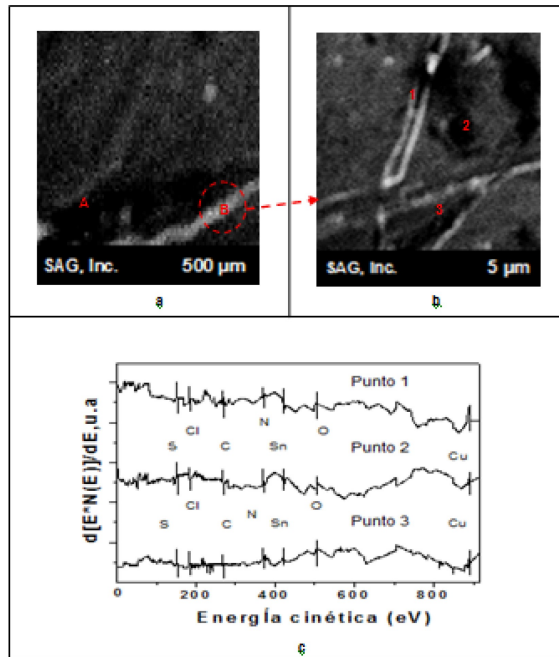 A
B
SAG, Inc. 500 µm
a
1
2
3
SAG, Inc. 5 µm
b
d[E*N(E)]/dE,u.a
Punto 1
S Cl C N Sn O
Punto 2
Cu
S Cl C N Sn O
Punto 3
Cu
0 200 400 600 800
Energía cinética (eV)
c